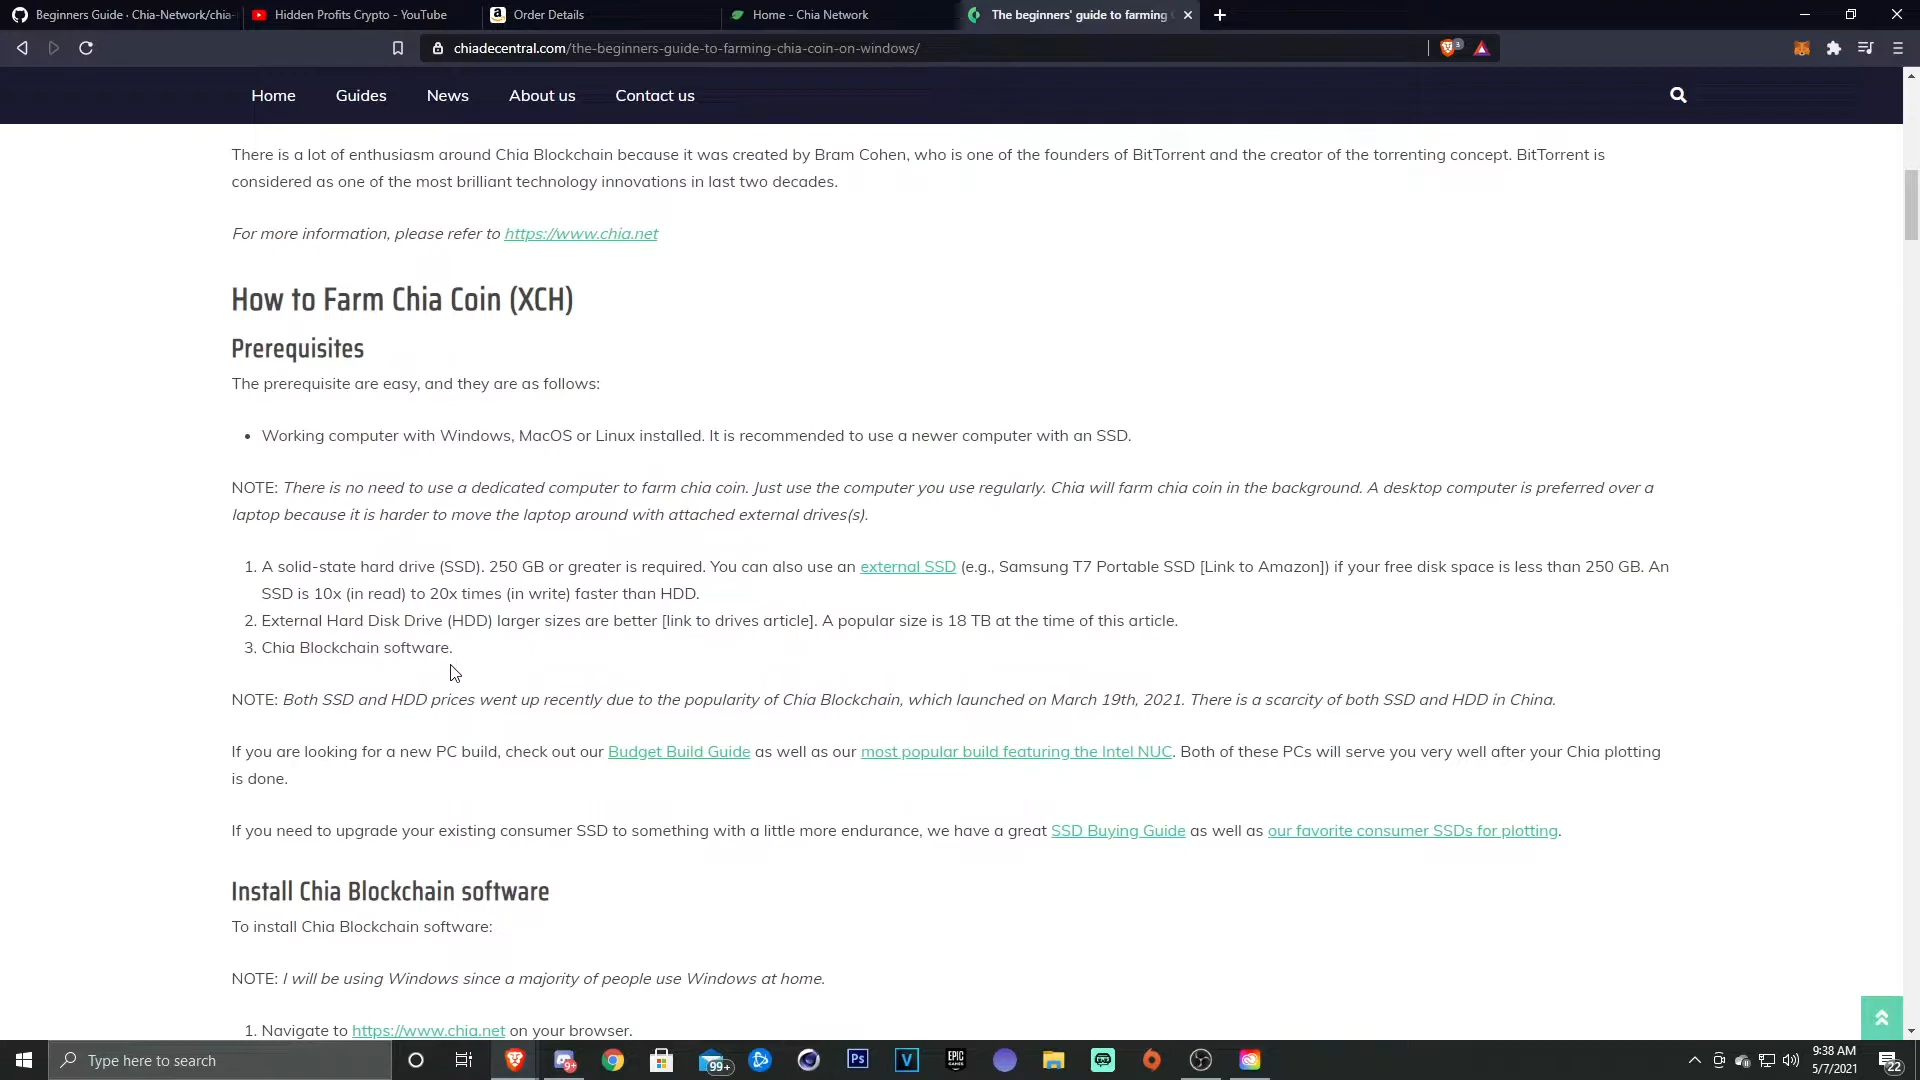 Beginners Guide · Chia-Network/chia-
Hidden Profits Crypto - YouTube
Order Details
Home - Chia Network
The beginners' guide to farming
chiadecentral.com/the-beginners-guide-to-farming-chia-coin-on-windows/
3
Home Guides News About us Contact us
There is a lot of enthusiasm around Chia Blockchain because it was created by Bram Cohen, who is one of the founders of BitTorrent and the creator of the torrenting concept. BitTorrent is
considered as one of the most brilliant technology innovations in last two decades.
For more information, please refer to https://www.chia.net
How to Farm Chia Coin (XCH)
Prerequisites
The prerequisite are easy, and they are as follows:
• Working computer with Windows, MacOS or Linux installed. It is recommended to use a newer computer with an SSD.
NOTE: There is no need to use a dedicated computer to farm chia coin. Just use the computer you use regularly. Chia will farm chia coin in the background. A desktop computer is preferred over a
laptop because it is harder to move the laptop around with attached external drives(s).
1. A solid-state hard drive (SSD). 250 GB or greater is required. You can also use an external SSD (e.g., Samsung T7 Portable SSD [Link to Amazon]) if your free disk space is less than 250 GB. An
SSD is 10x (in read) to 20x times (in write) faster than HDD.
2. External Hard Disk Drive (HDD) larger sizes are better [link to drives article]. A popular size is 18 TB at the time of this article.
3. Chia Blockchain software.
NOTE: Both SSD and HDD prices went up recently due to the popularity of Chia Blockchain, which launched on March 19th, 2021. There is a scarcity of both SSD and HDD in China.
If you are looking for a new PC build, check out our Budget Build Guide as well as our most popular build featuring the Intel NUC. Both of these PCs will serve you very well after your Chia plotting
is done.
If you need to upgrade your existing consumer SSD to something with a little more endurance, we have a great SSD Buying Guide as well as our favorite consumer SSDs for plotting.
Install Chia Blockchain software
To install Chia Blockchain software:
NOTE: I will be using Windows since a majority of people use Windows at home.
1. Navigate to https://www.chia.net on your browser.
Type here to search
9+
99+
Ps
V
EPIC GAMES
9:38 AM
5/7/2021
22